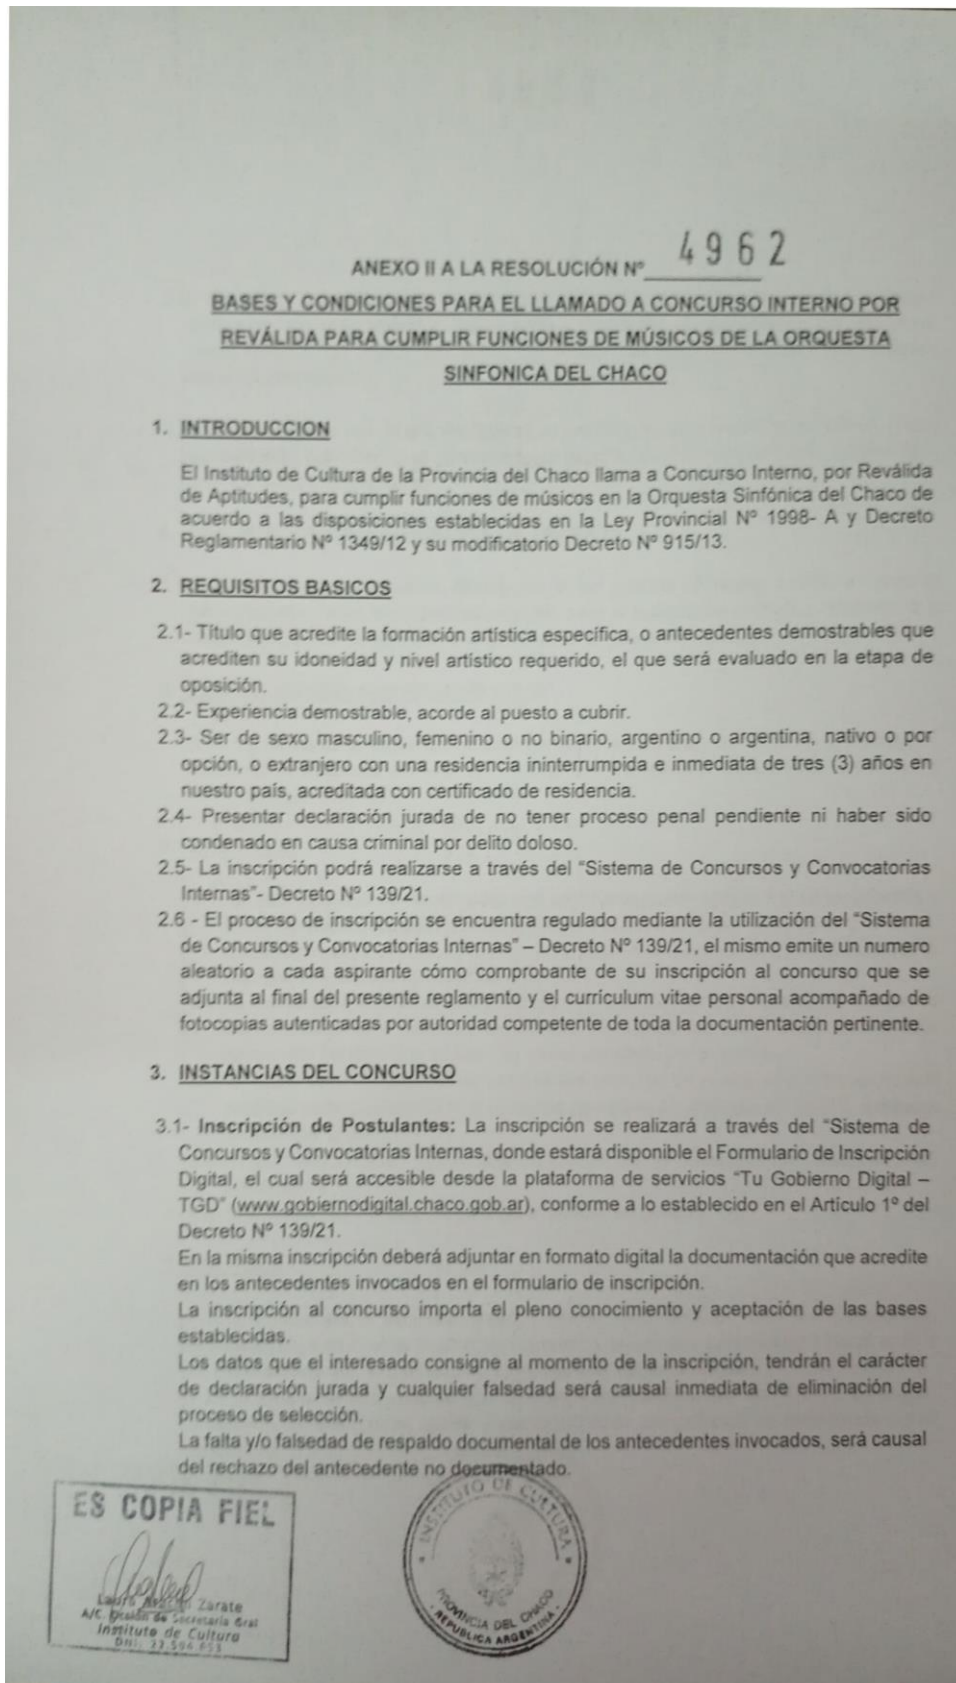 4962
ANEXO II A LA RESOLUCIÓN Nº
BASES Y CONDICIONES PARA EL LLAMADO A CONCURSO INTERNO POR
REVÁLIDA PARA CUMPLIR FUNCIONES DE MÚSICOS DE LA ORQUESTA
SINFONICA DEL CHACO
1. INTRODUCCION
El Instituto de Cultura de la Provincia del Chaco llama a Concurso Interno, por Reválida
de Aptitudes, para cumplir funciones de músicos en la Orquesta Sinfónica del Chaco de
acuerdo a las disposiciones establecidas en la Ley Provincial Nº 1998- A y Decreto
Reglamentario Nº 1349/12 y su modificatorio Decreto Nº 915/13.
2. REQUISITOS BASICOS
2.1- Título que acredite la formación artística específica, o antecedentes demostrables que
acrediten su idoneidad y nivel artístico requerido, el que será evaluado en la etapa de
oposición.
2.2- Experiencia demostrable, acorde al puesto a cubrir.
2.3- Ser de sexo masculino, femenino o no binario, argentino o argentina, nativo o por
opción, o extranjero con una residencia ininterrumpida e inmediata de tres (3) años en
nuestro país, acreditada con certificado de residencia.
2.4- Presentar declaración jurada de no tener proceso penal pendiente ni haber sido
condenado en causa criminal por delito doloso.
2.5- La inscripción podrá realizarse a través del "Sistema de Concursos y Convocatorias
Internas"- Decreto Nº 139/21.
2.6 - El proceso de inscripción se encuentra regulado mediante la utilización del "Sistema
de Concursos y Convocatorias Internas" – Decreto Nº 139/21, el mismo emite un numero
aleatorio a cada aspirante cómo comprobante de su inscripción al concurso que se
adjunta al final del presente reglamento y el currículum vitae personal acompañado de
fotocopias autenticadas por autoridad competente de toda la documentación pertinente.
3. INSTANCIAS DEL CONCURSO
3.1- Inscripción de Postulantes: La inscripción se realizará a través del "Sistema de
Concursos y Convocatorias Internas, donde estará disponible el Formulario de Inscripción
Digital, el cual será accesible desde la plataforma de servicios "Tu Gobierno Digital –
TGD" (www.gobiernodigital.chaco.gob.ar), conforme a lo establecido en el Artículo 1º del
Decreto Nº 139/21.
En la misma inscripción deberá adjuntar en formato digital la documentación que acredite
en los antecedentes invocados en el formulario de inscripción.
La inscripción al concurso importa el pleno conocimiento y aceptación de las bases
establecidas.
Los datos que el interesado consigne al momento de la inscripción, tendrán el carácter
de declaración jurada y cualquier falsedad será causal inmediata de eliminación del
proceso de selección.
La falta y/o falsedad de respaldo documental de los antecedentes invocados, será causal
del rechazo del antecedente no documentado.
ES COPIA FIEL
Zarate
A/C. de Secretaria Gral
Instituto de Cultura
INSTITUTO DE CULTURA
PROVINCIA DEL CHACO
REPUBLICA ARGENTINA